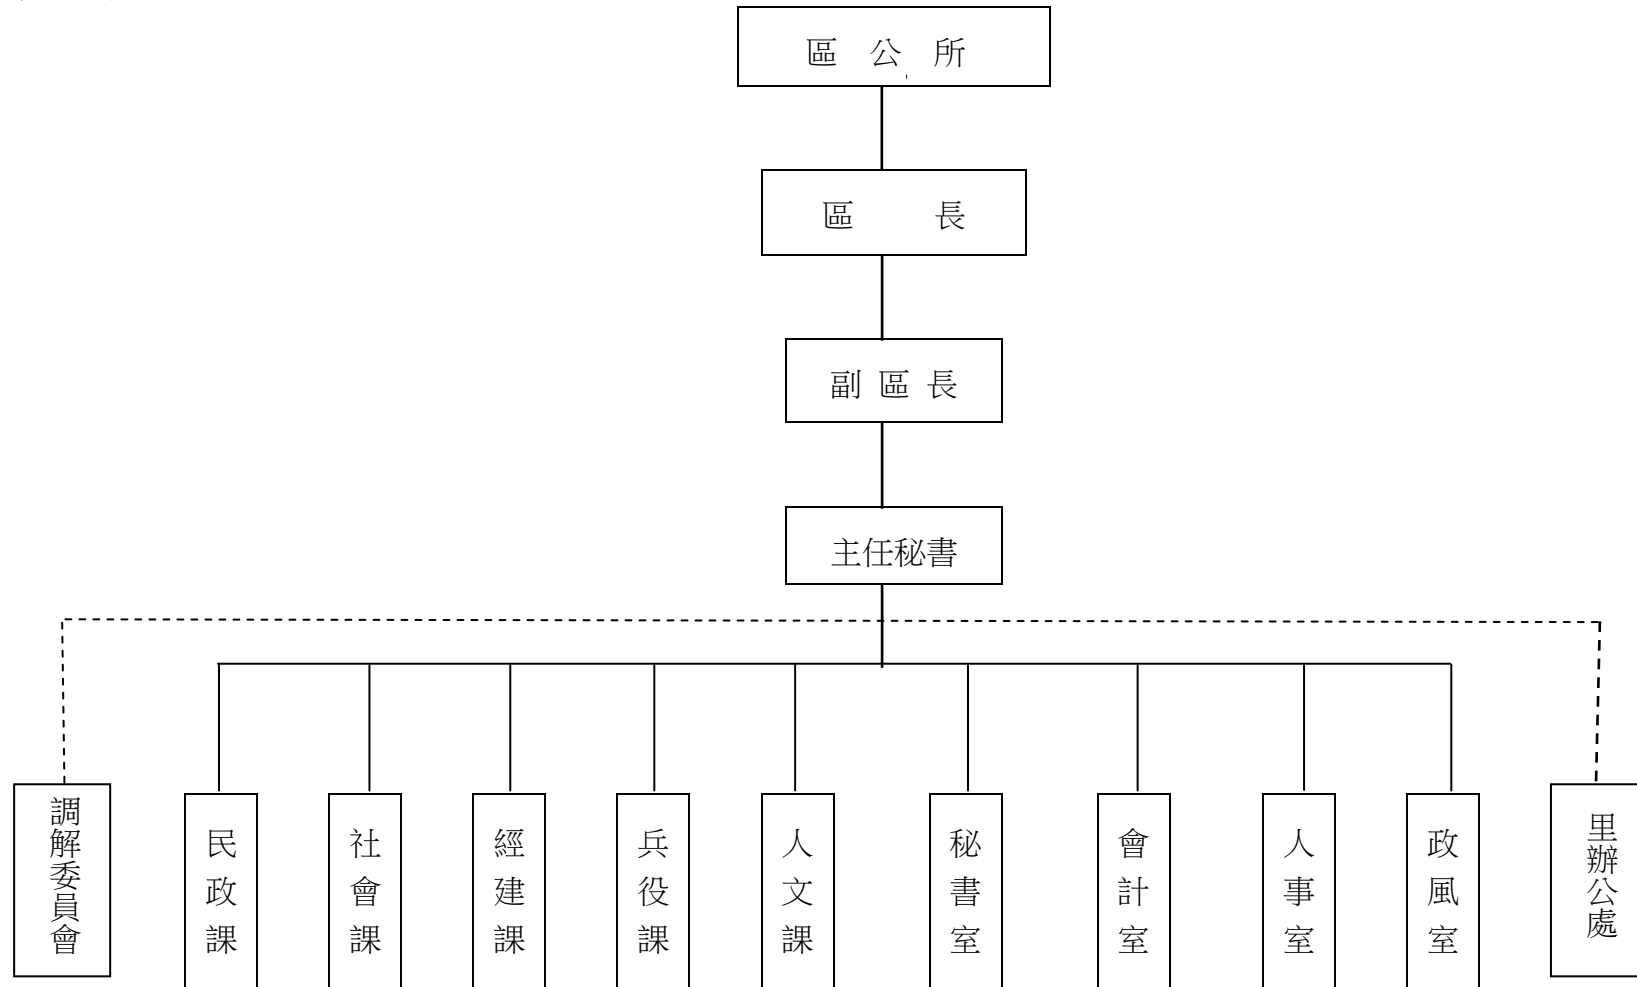 區 公 所
區 長
副 區 長
主任秘書
調解委員會
民政課
社會課
經建課
兵役課
人文課
秘書室
會計室
人事室
政風室
里辦公處